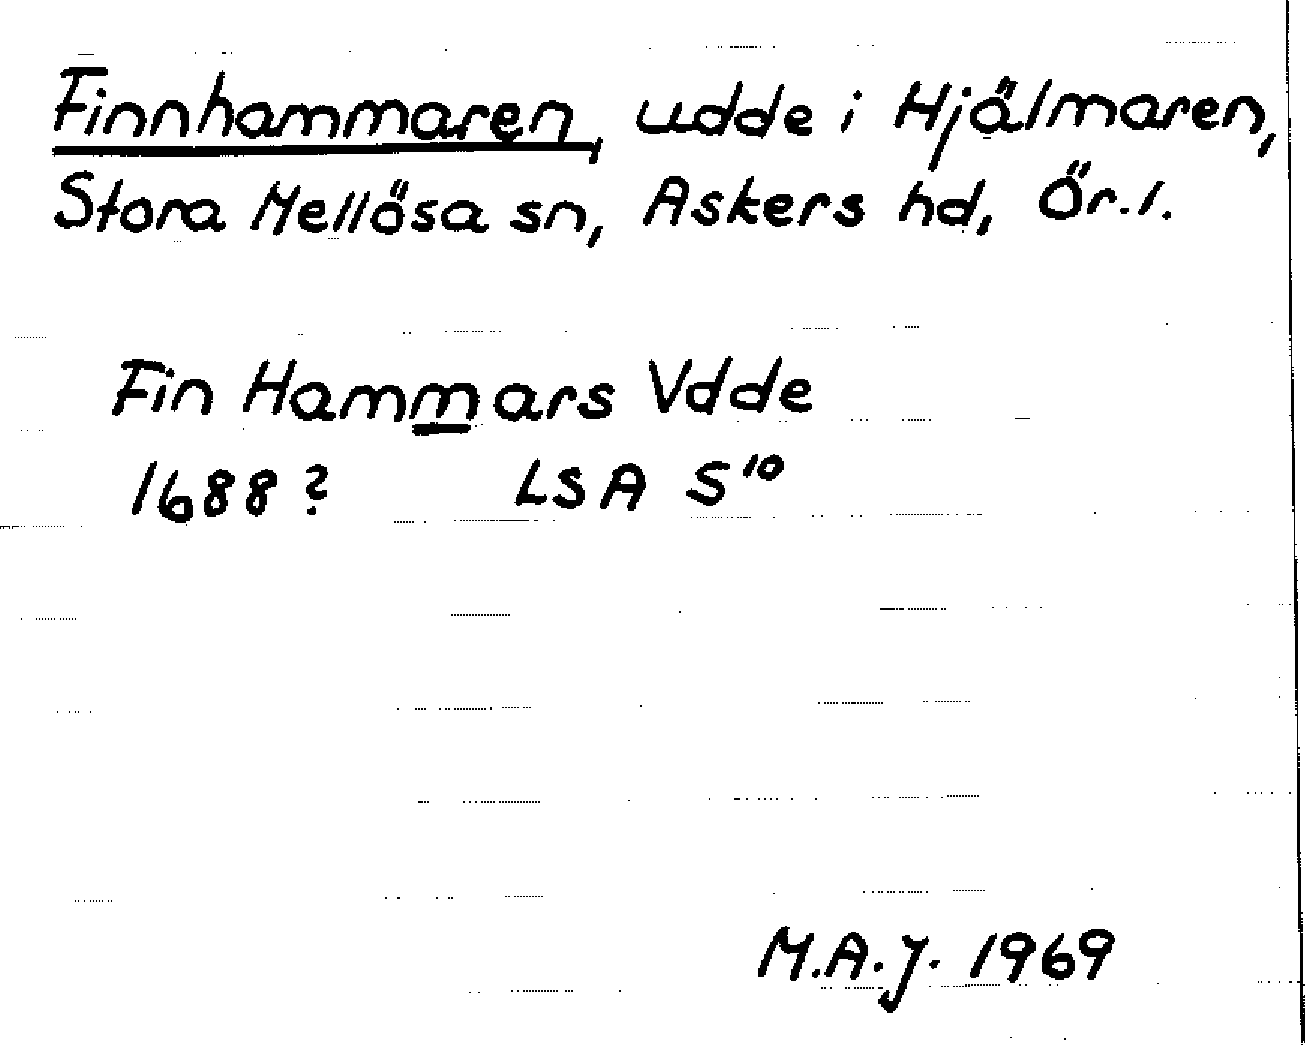 Finnhammaren, udde i Hjälmaren,
Stora Mellösa sn, Askers hd, Ör.l.
Fin Hammars Vdde
1688? LSA S¹⁰
M.A.J. 1969